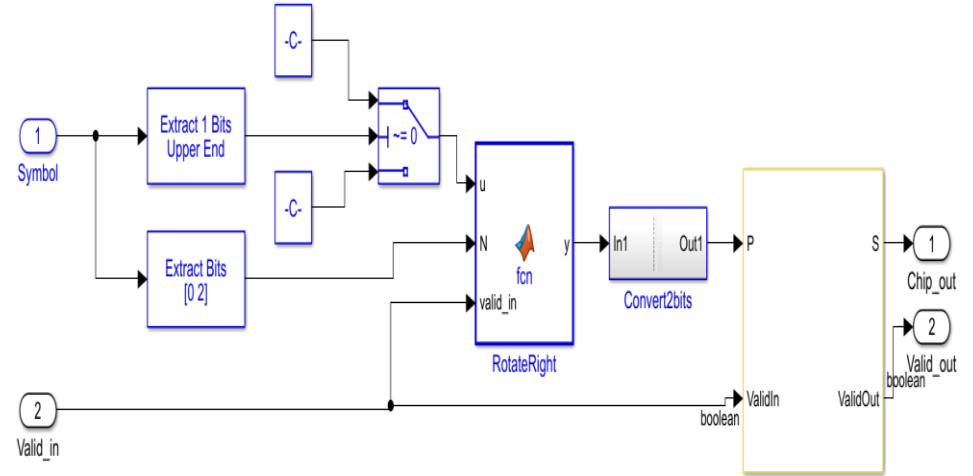 -C-
1
Symbol
Extract 1 Bits
Upper End
~= 0
-C-
u
N
valid_in
fcn
y
RotateRight
Extract Bits
[0 2]
In1
Out1
Convert2bits
P
S
1
Chip_out
2
Valid_out
boolean
ValidIn
ValidOut
boolean
2
Valid_in